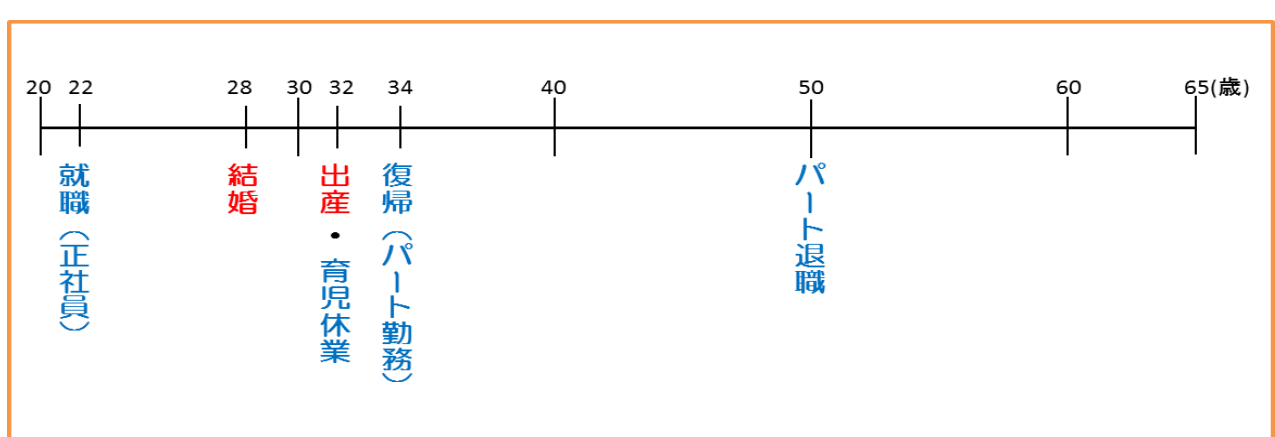 20 22 28 30 32 34 40 50 60 65(歳)
就職（正社員）
結婚
出産・育児休業
復帰（パート勤務）
パート退職